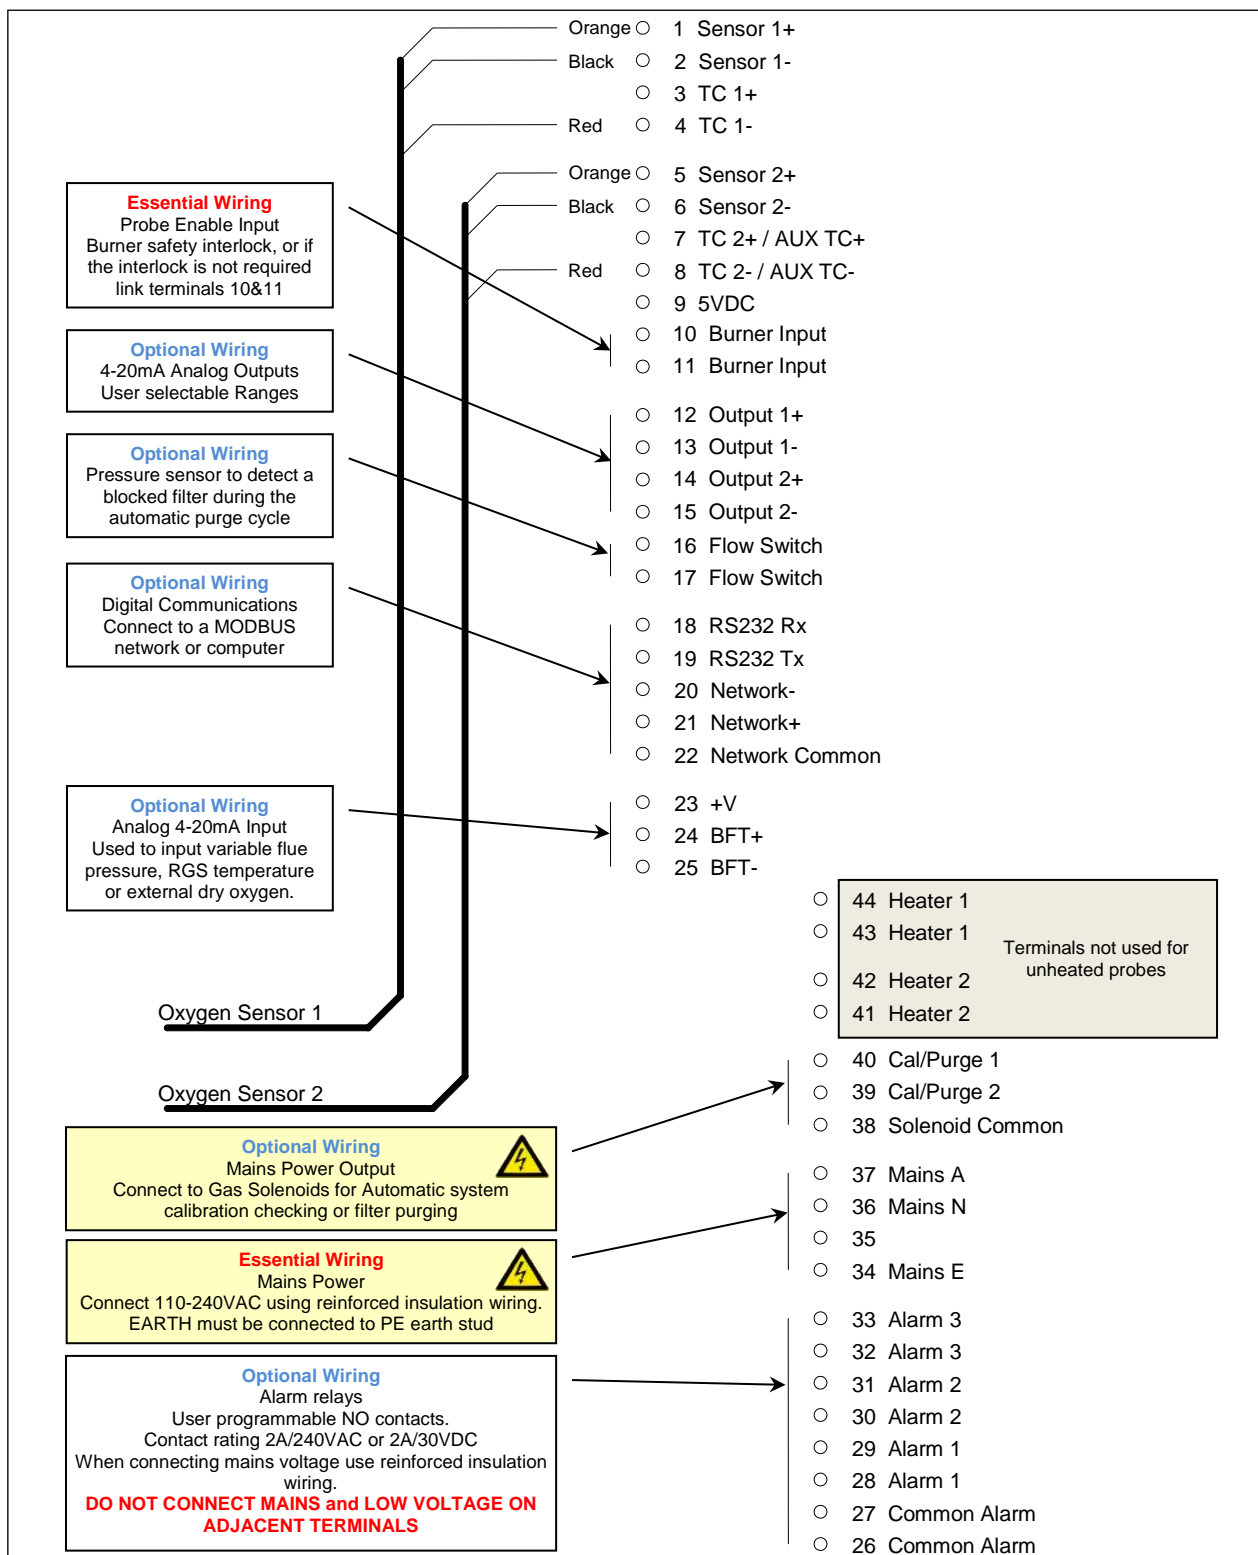 Orange 1 Sensor 1+
Black 2 Sensor 1-
3 TC 1+
Red 4 TC 1-
Orange 5 Sensor 2+
Black 6 Sensor 2-
7 TC 2+ / AUX TC+
Red 8 TC 2- / AUX TC-
9 5VDC
10 Burner Input
11 Burner Input
12 Output 1+
13 Output 1-
14 Output 2+
15 Output 2-
16 Flow Switch
17 Flow Switch
18 RS232 Rx
19 RS232 Tx
20 Network-
21 Network+
22 Network Common
23 +V
24 BFT+
25 BFT-
Essential Wiring
Probe Enable Input
Burner safety interlock, or if
the interlock is not required
link terminals 10&11
Optional Wiring
4-20mA Analog Outputs
User selectable Ranges
Optional Wiring
Pressure sensor to detect a
blocked filter during the
automatic purge cycle
Optional Wiring
Digital Communications
Connect to a MODBUS
network or computer
Optional Wiring
Analog 4-20mA Input
Used to input variable flue
pressure, RGS temperature
or external dry oxygen.
Oxygen Sensor 1
Oxygen Sensor 2
44 Heater 1
43 Heater 1
42 Heater 2
41 Heater 2
Terminals not used for
unheated probes
40 Cal/Purge 1
39 Cal/Purge 2
38 Solenoid Common
37 Mains A
36 Mains N
35
34 Mains E
33 Alarm 3
32 Alarm 3
31 Alarm 2
30 Alarm 2
29 Alarm 1
28 Alarm 1
27 Common Alarm
26 Common Alarm
Optional Wiring
Mains Power Output
Connect to Gas Solenoids for Automatic system
calibration checking or filter purging
Essential Wiring
Mains Power
Connect 110-240VAC using reinforced insulation wiring.
EARTH must be connected to PE earth stud
Optional Wiring
Alarm relays
User programmable NO contacts.
Contact rating 2A/240VAC or 2A/30VDC
When connecting mains voltage use reinforced insulation
wiring.
DO NOT CONNECT MAINS and LOW VOLTAGE ON
ADJACENT TERMINALS